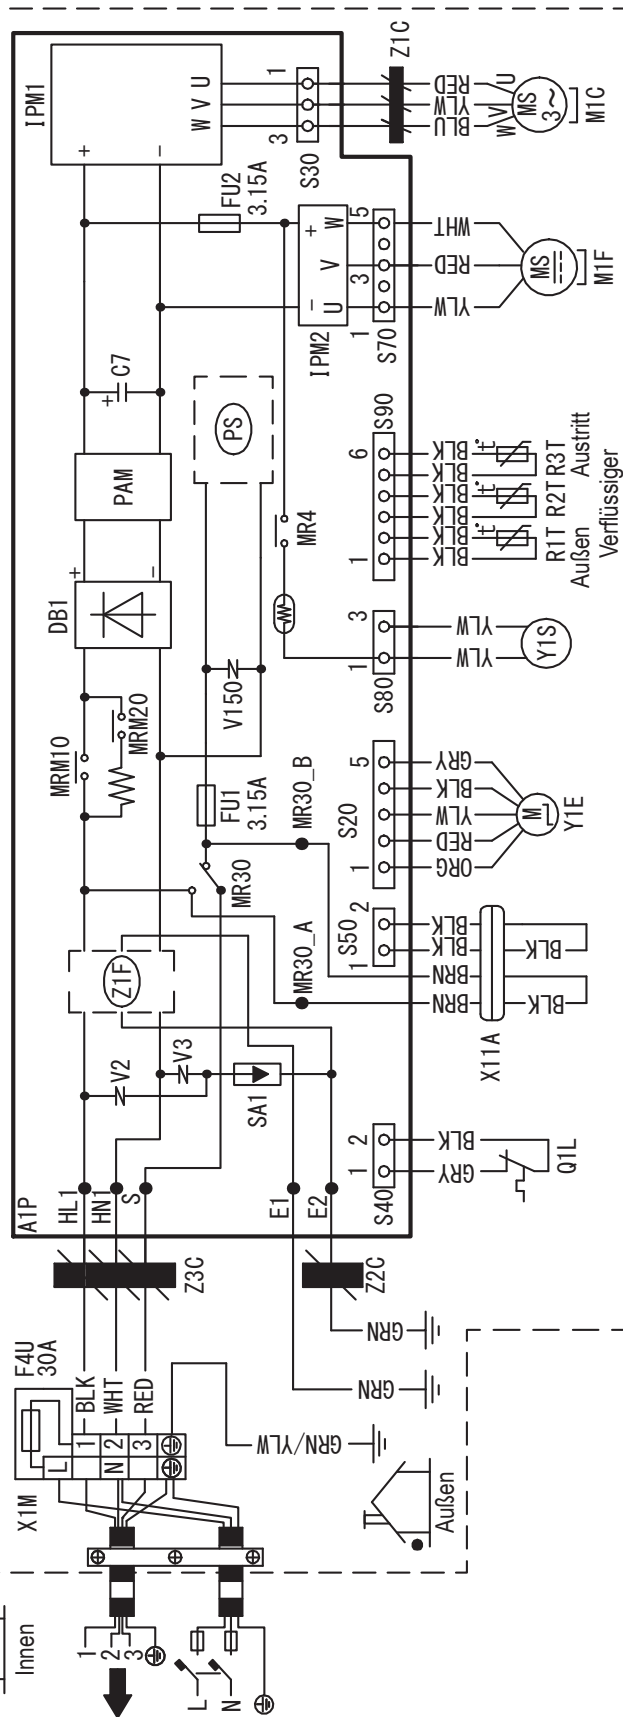 IPM1
+
−
U
V
W
1
3
S30
Z1C
RED
YLW
BLU
U
V
W
MS
3~
M1C
FU2
3.15A
+
−
W
V
U
IPM2
5
3
1
S70
WHT
RED
YLW
MS
M1F
+
C7
PAM
PS
MR4
S90
6
1
BLK
BLK
BLK
BLK
BLK
BLK
t°
t°
t°
R1T
R2T
R3T
Außen
Austritt
Verflüssiger
DB1
+
−
V150
3
1
S80
YLW
YLW
Y1S
MRM10
MRM20
FU1
3.15A
MR30_B
MR30
MR30_A
S20
5
1
GRY
BLK
YLW
RED
ORG
M
Y1E
S50
2
1
BLK
BLK
BRN
BRN
BLK
BLK
X11A
Z1F
V2
V3
SA1
A1P
HL1
HN1
S
E1
E2
S40
1
2
BLK
GRY
Q1L
Z3C
Z2C
GRN
GRN
GRN/YLW
F4U
30A
BLK
WHT
RED
X1M
L
N
1
2
3
Außen
Innen
1
2
3
L
N